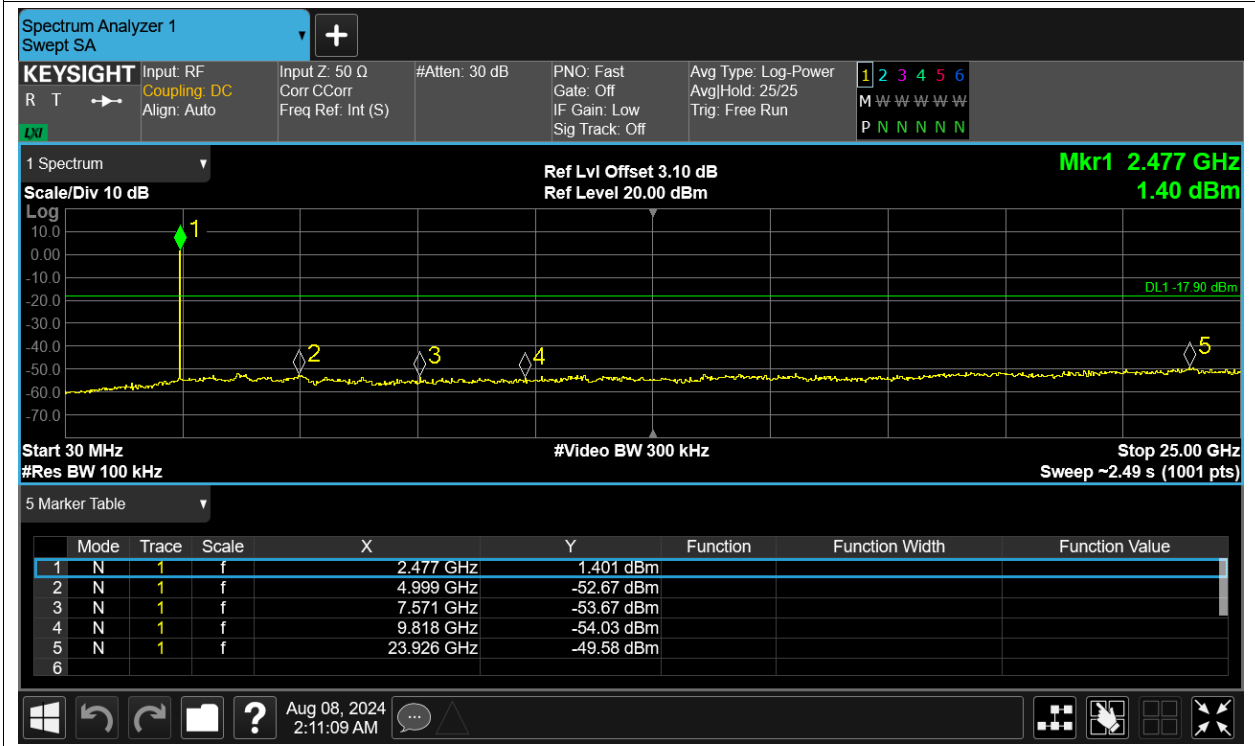 Spectrum Analyzer 1
Swept SA
+
KEYSIGHT
R T
LXI
Input: RF
Coupling: DC
Align: Auto
Input Z: 50 Ω
Corr CCorr
Freq Ref: Int (S)
#Atten: 30 dB
PNO: Fast
Gate: Off
IF Gain: Low
Sig Track: Off
Avg Type: Log-Power
Avg|Hold: 25/25
Trig: Free Run
1 2 3 4 5 6
M W W W W W
P N N N N N
1 Spectrum
Scale/Div 10 dB
Ref Lvl Offset 3.10 dB
Ref Level 20.00 dBm
Mkr1 2.477 GHz
1.40 dBm
Log
10.0
0.00
-10.0
-20.0
-30.0
-40.0
-50.0
-60.0
-70.0
1
DL1 -17.90 dBm
2
3
4
5
Start 30 MHz
#Video BW 300 kHz
Stop 25.00 GHz
#Res BW 100 kHz
Sweep ~2.49 s (1001 pts)
5 Marker Table
Mode Trace Scale X Y Function Function Width Function Value
1 N 1 f 2.477 GHz 1.401 dBm
2 N 1 f 4.999 GHz -52.67 dBm
3 N 1 f 7.571 GHz -53.67 dBm
4 N 1 f 9.818 GHz -54.03 dBm
5 N 1 f 23.926 GHz -49.58 dBm
6
?
Aug 08, 2024
2:11:09 AM